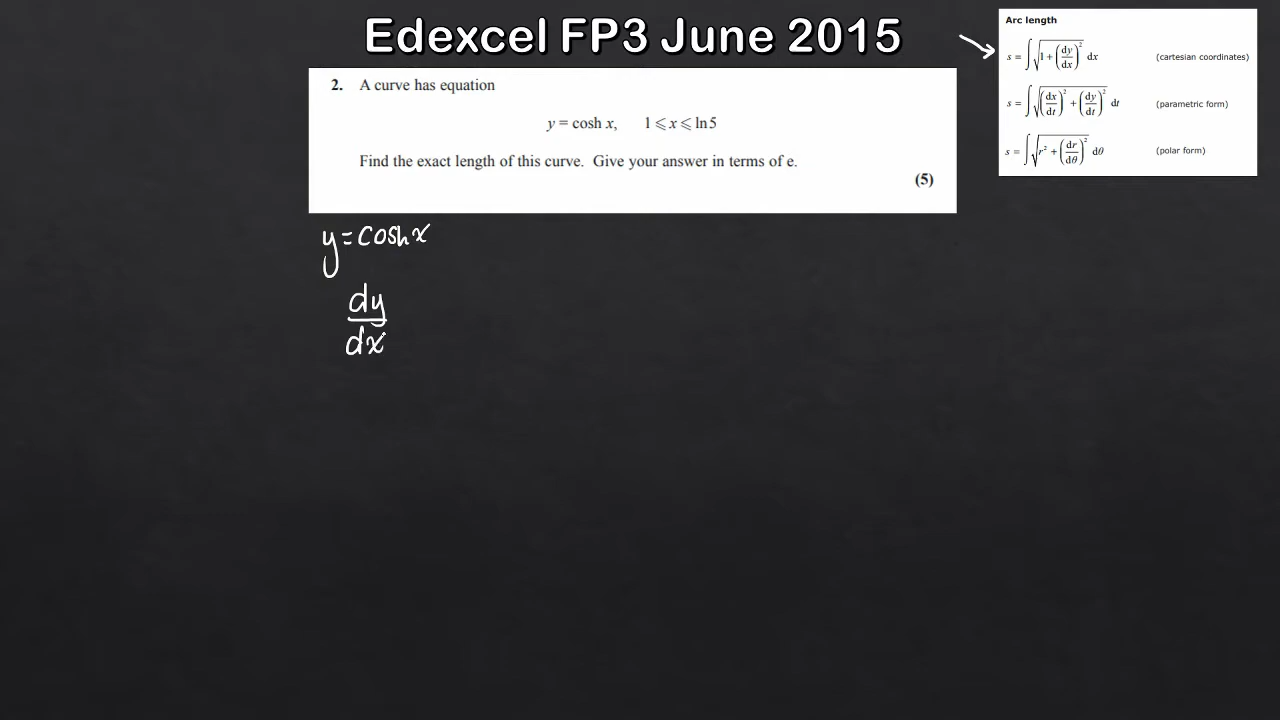 Edexcel FP3 June 2015
2. A curve has equation
y = cosh x, 1 ⩽ x ⩽ ln 5
Find the exact length of this curve. Give your answer in terms of e.
(5)
Arc length
s = ∫ √(1 + (dy/dx)²) dx (cartesian coordinates)
s = ∫ √((dx/dt)² + (dy/dt)²) dt (parametric form)
s = ∫ √(r² + (dr/dθ)²) dθ (polar form)
y = cosh x
dy
dx